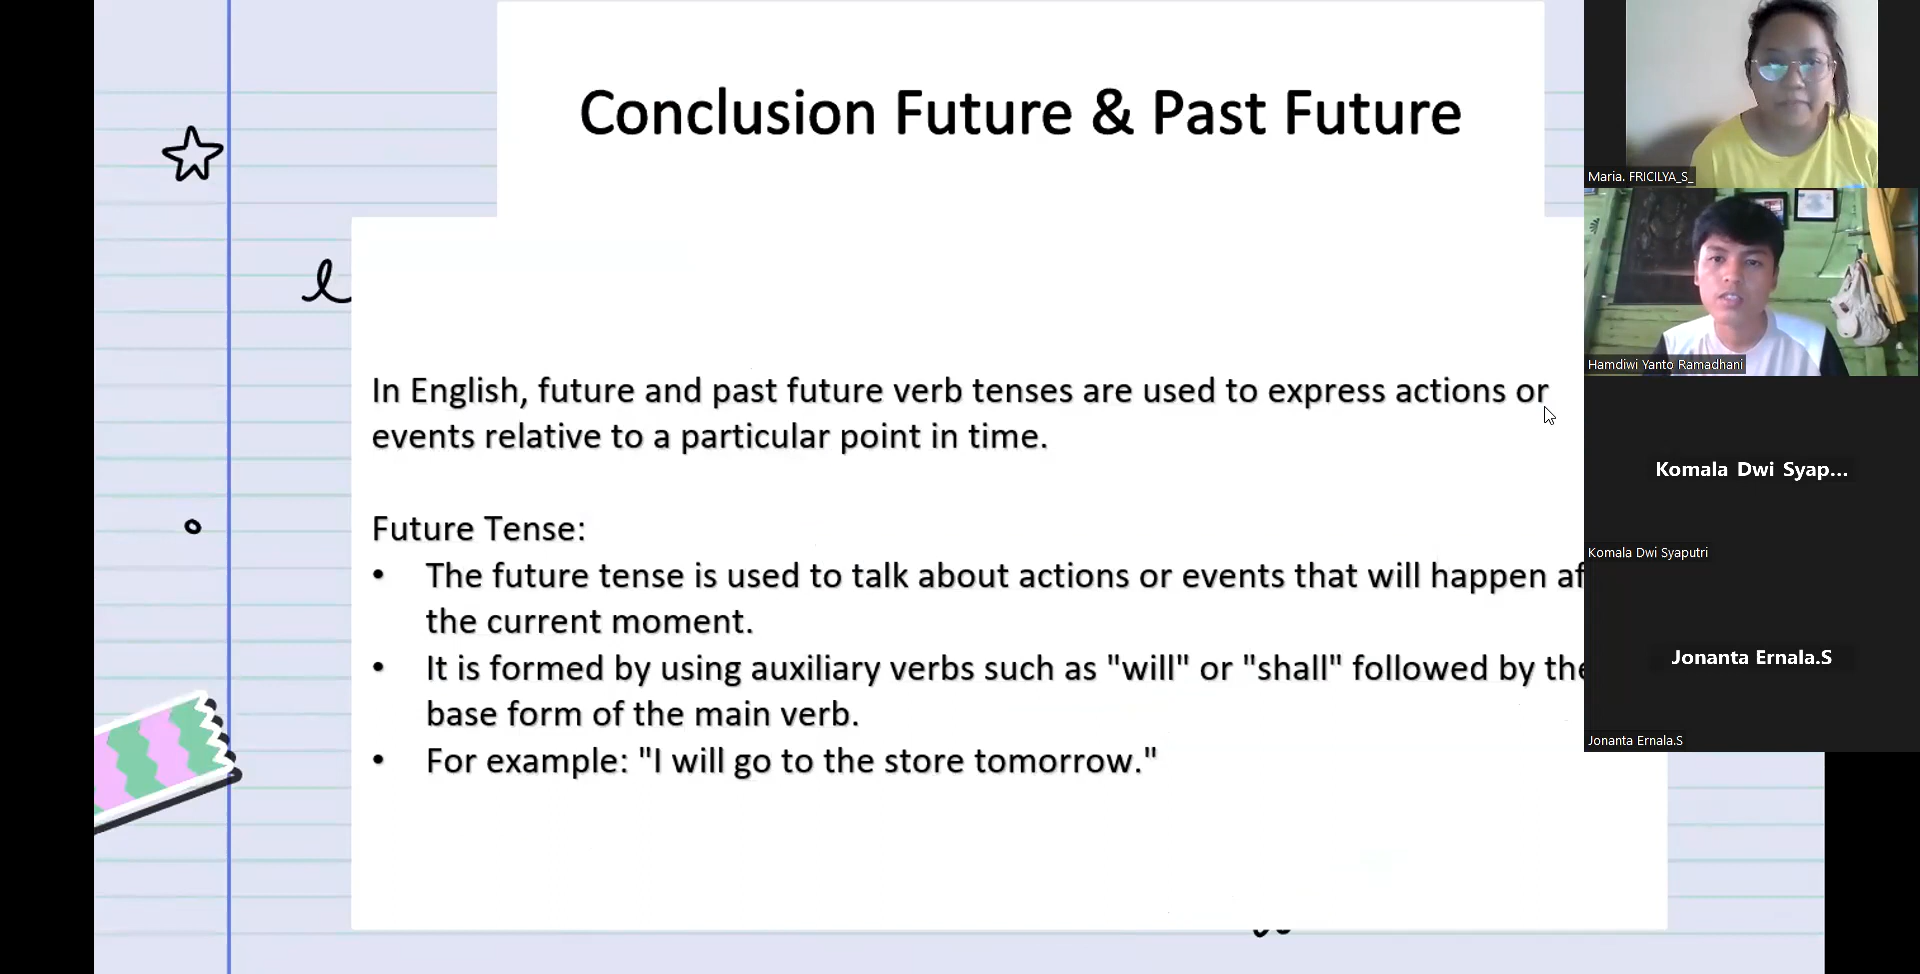 Conclusion Future & Past Future
In English, future and past future verb tenses are used to express actions or
events relative to a particular point in time.
Future Tense:
• The future tense is used to talk about actions or events that will happen af
the current moment.
• It is formed by using auxiliary verbs such as "will" or "shall" followed by the
base form of the main verb.
• For example: "I will go to the store tomorrow."
Maria. FRICILYA_S_
Hamdiwi Yanto Ramadhani
Komala Dwi Syap...
Komala Dwi Syaputri
Jonanta Ernala.S
Jonanta Ernala.S